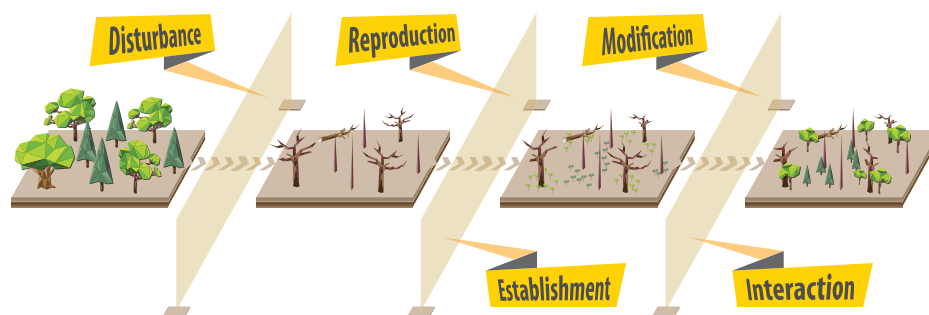 Disturbance
Reproduction
Modification
Establishment
Interaction